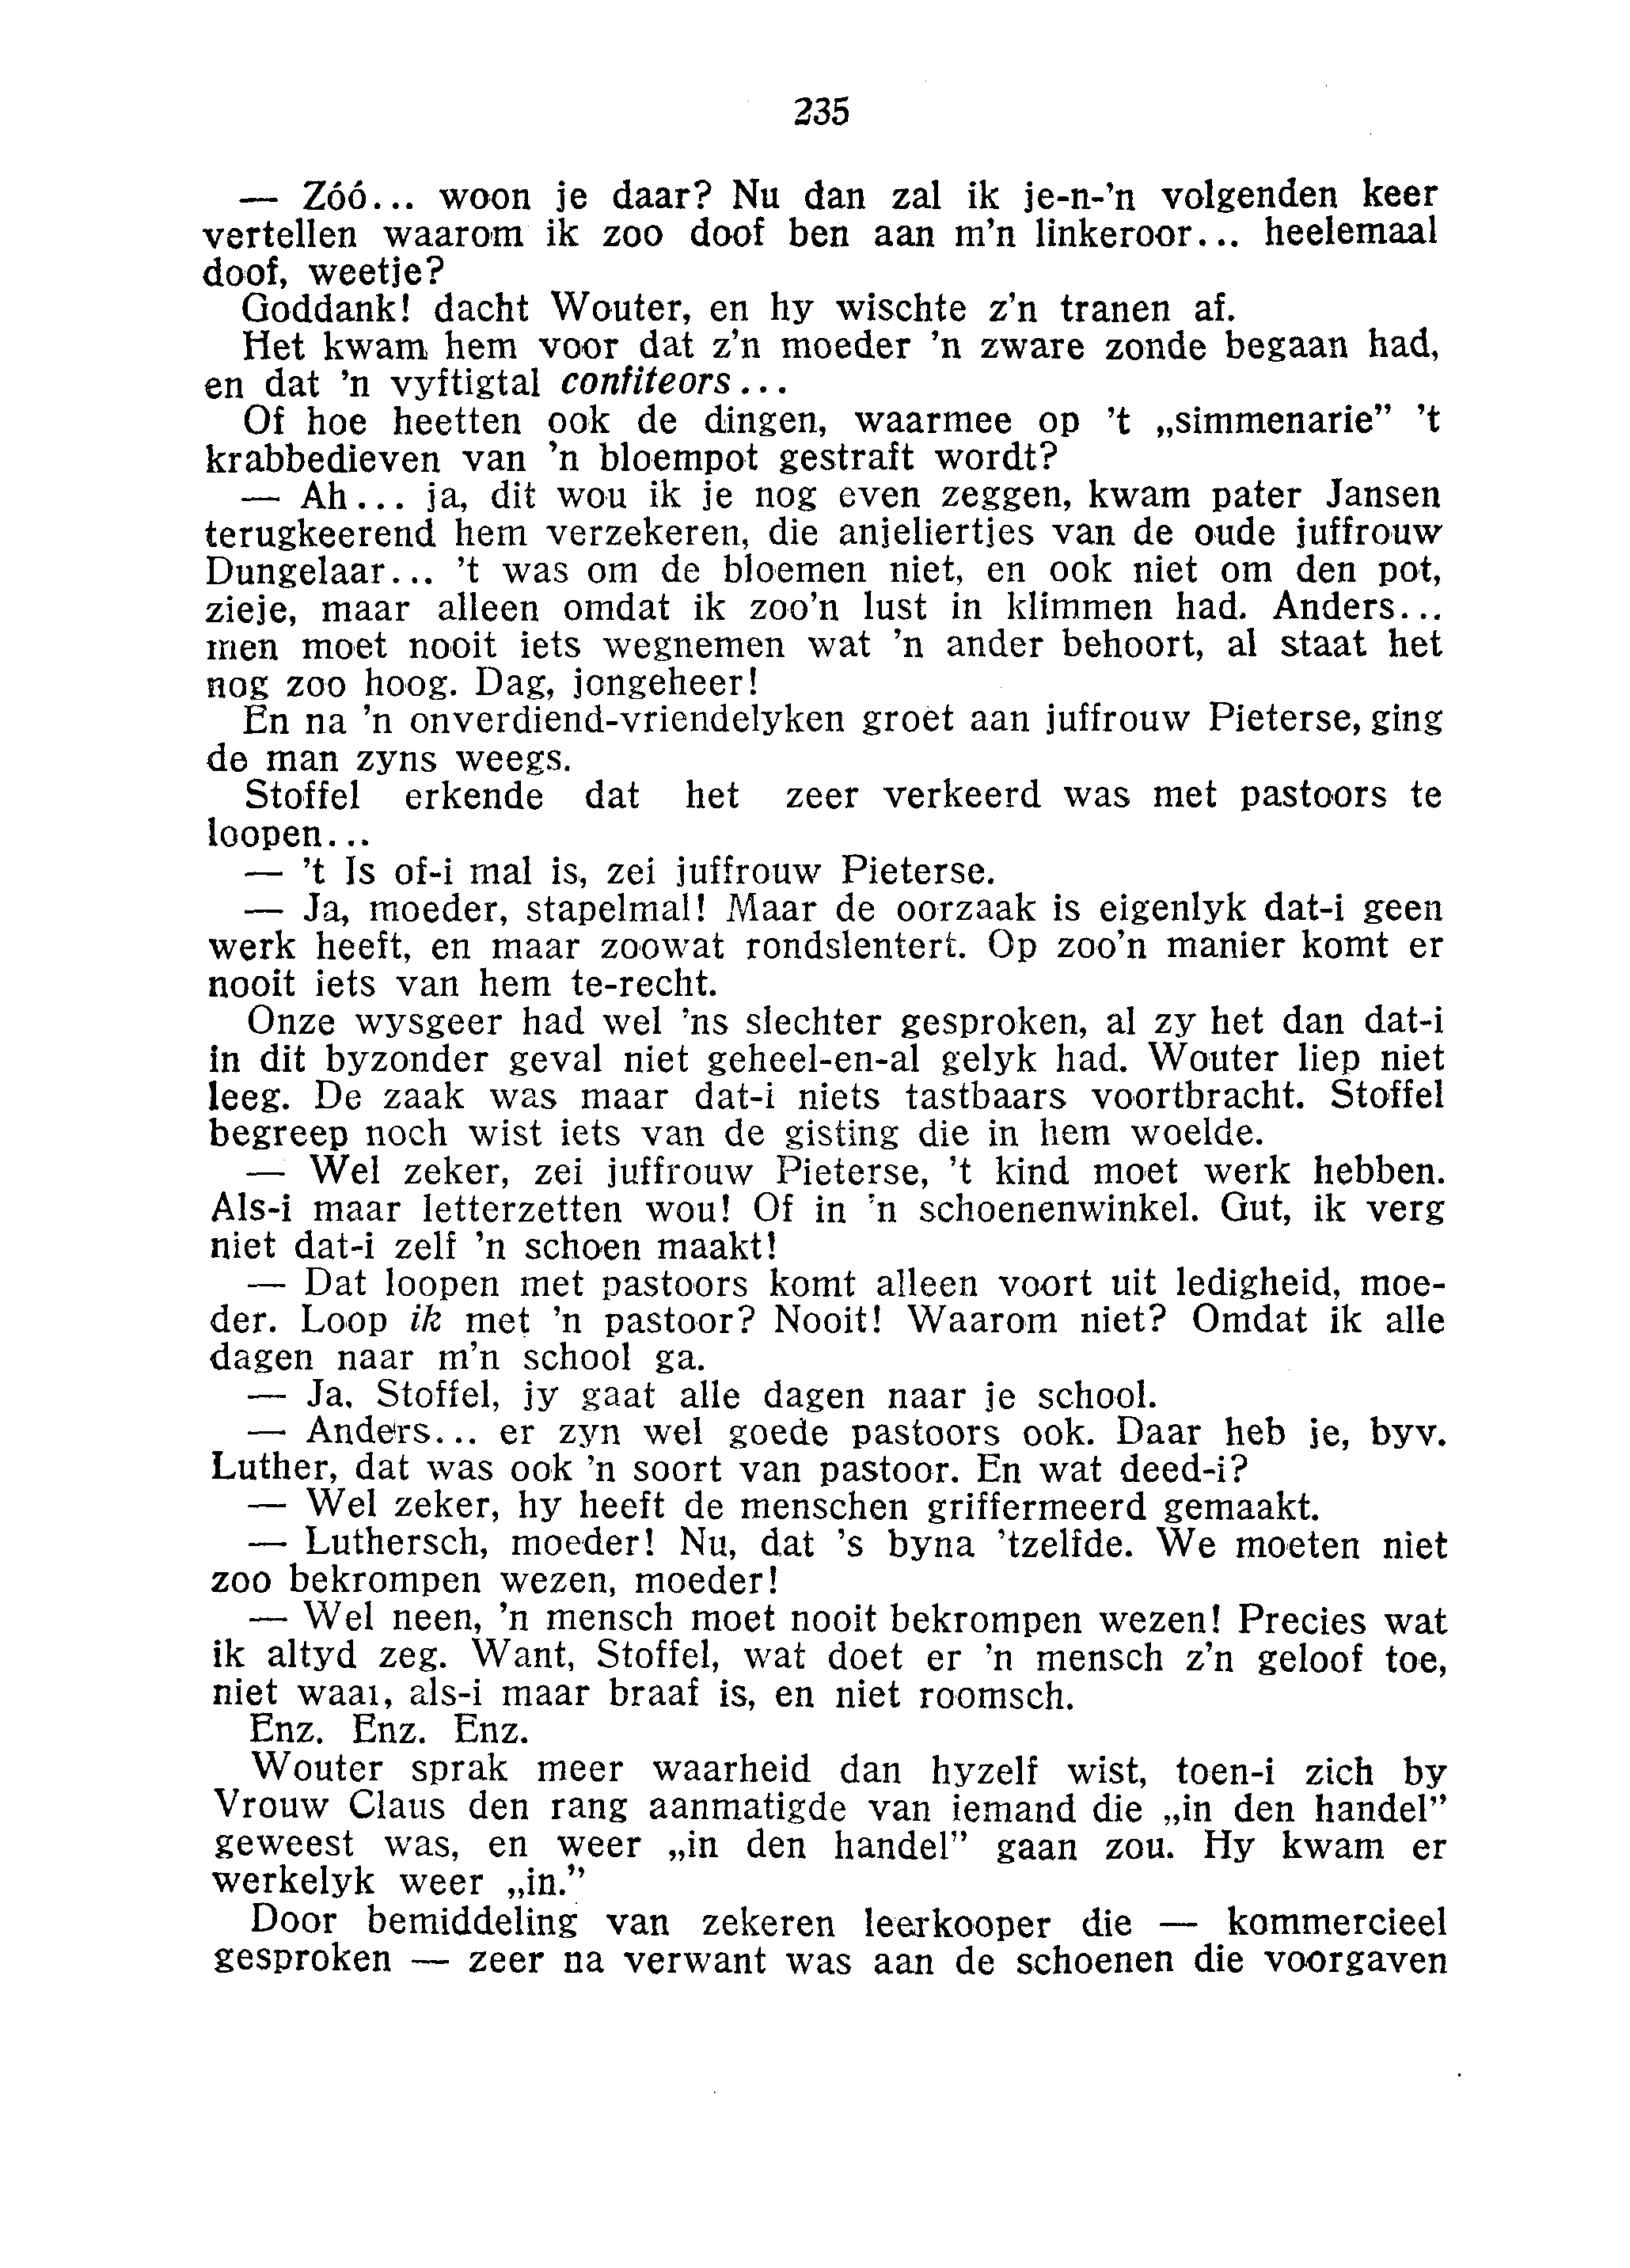 235
— Zóó... woon je daar? Nu dan zal ik je-n-'n volgenden keer
vertellen waarom ik zoo doof ben aan m'n linkeroor... heelemaal
doof, weetje?
Goddank! dacht Wouter, en hy wischte z'n tranen af.
Het kwam hem voor dat z'n moeder 'n zware zonde begaan had,
en dat 'n vyftigtal confiteors...
Of hoe heetten ook de dingen, waarmee op 't „simmenarie” 't
krabbedieven van 'n bloempot gestraft wordt?
— Ah... ja, dit wou ik je nog even zeggen, kwam pater Jansen
terugkeerend hem verzekeren, die anjeliertjes van de oude juffrouw
Dungelaar... 't was om de bloemen niet, en ook niet om den pot,
zieje, maar alleen omdat ik zoo'n lust in klimmen had. Anders...
men moet nooit iets wegnemen wat 'n ander behoort, al staat het
nog zoo hoog. Dag, jongeheer!
En na 'n onverdiend-vriendelyken groet aan juffrouw Pieterse, ging
de man zyns weegs.
Stoffel erkende dat het zeer verkeerd was met pastoors te
loopen...
— 't Is of-i mal is, zei juffrouw Pieterse.
— Ja, moeder, stapelmal! Maar de oorzaak is eigenlyk dat-i geen
werk heeft, en maar zoowat rondslentert. Op zoo'n manier komt er
nooit iets van hem te-recht.
Onze wysgeer had wel 'ns slechter gesproken, al zy het dan dat-i
in dit byzonder geval niet geheel-en-al gelyk had. Wouter liep niet
leeg. De zaak was maar dat-i niets tastbaars voortbracht. Stoffel
begreep noch wist iets van de gisting die in hem woelde.
— Wel zeker, zei juffrouw Pieterse, 't kind moet werk hebben.
Als-i maar letterzetten wou! Of in 'n schoenenwinkel. Gut, ik verg
niet dat-i zelf 'n schoen maakt!
— Dat loopen met pastoors komt alleen voort uit ledigheid, moe-
der. Loop ik met 'n pastoor? Nooit! Waarom niet? Omdat ik alle
dagen naar m'n school ga.
— Ja, Stoffel, jy gaat alle dagen naar je school.
— Anders... er zyn wel goede pastoors ook. Daar heb je, byv.
Luther, dat was ook 'n soort van pastoor. En wat deed-i?
— Wel zeker, hy heeft de menschen griffermeerd gemaakt.
— Luthersch, moeder! Nu, dat 's byna 'tzelfde. We moeten niet
zoo bekrompen wezen, moeder!
— Wel neen, 'n mensch moet nooit bekrompen wezen! Precies wat
ik altyd zeg. Want, Stoffel, wat doet er 'n mensch z'n geloof toe,
niet waar, als-i maar braaf is, en niet roomsch.
Enz. Enz. Enz.
Wouter sprak meer waarheid dan hyzelf wist, toen-i zich by
Vrouw Claus den rang aanmatigde van iemand die „in den handel”
geweest was, en weer „in den handel” gaan zou. Hy kwam er
werkelyk weer „in.”
Door bemiddeling van zekeren leerkooper die — kommercieel
gesproken — zeer na verwant was aan de schoenen die voorgaven